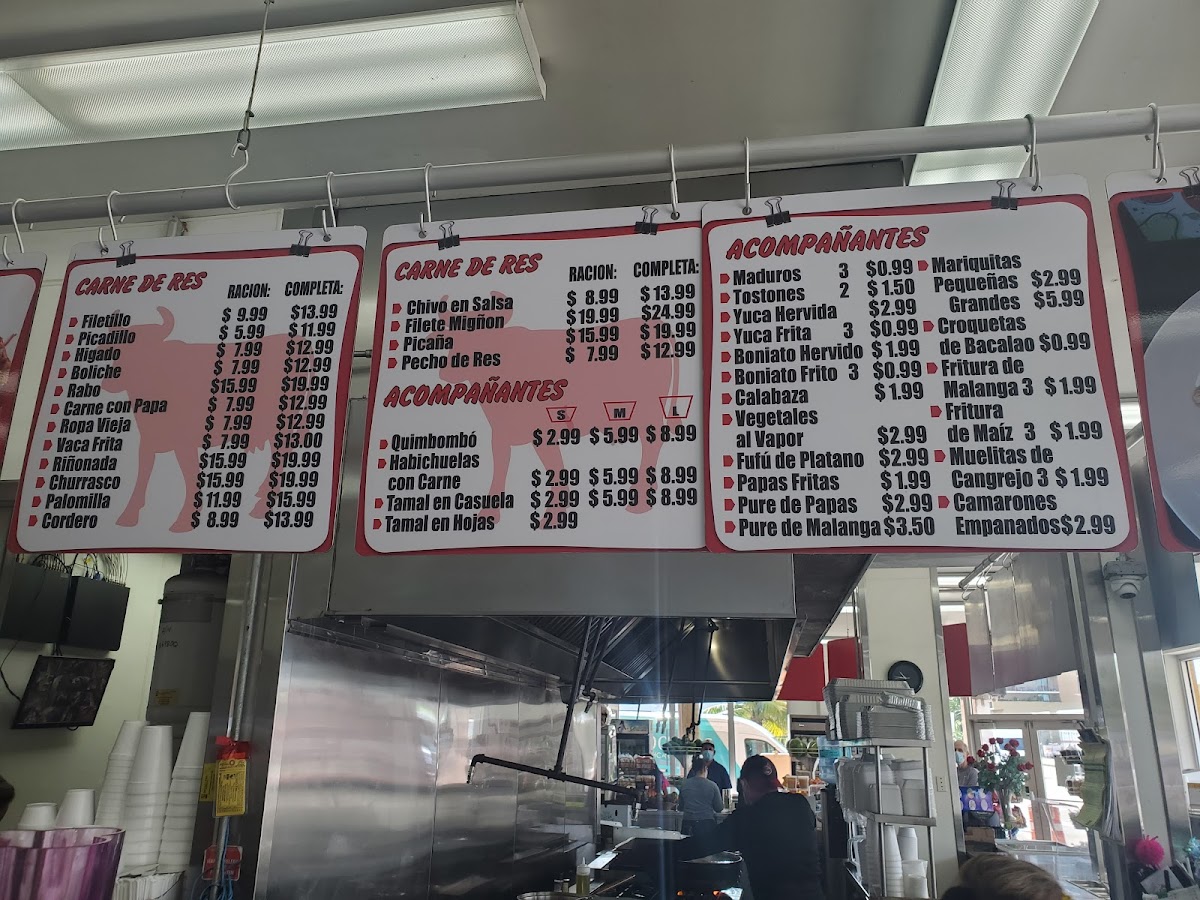 CARNE DE RES
RACION: COMPLETA:
Filetillo $ 9.99 $13.99
Picadillo $ 5.99 $11.99
Higado $ 7.99 $12.99
Boliche $ 7.99 $12.99
Rabo $15.99 $19.99
Carne con Papa $ 7.99 $12.99
Ropa Vieja $ 7.99 $12.99
Vaca Frita $ 7.99 $13.00
Riñonada $15.99 $19.99
Churrasco $15.99 $19.99
Palomilla $11.99 $15.99
Cordero $ 8.99 $13.99
CARNE DE RES
RACION: COMPLETA:
Chivo en Salsa $ 8.99 $13.99
Filete Migñon $19.99 $24.99
Picaña $15.99 $19.99
Pecho de Res $ 7.99 $12.99
ACOMPAÑANTES
S M L
Quimbombó $2.99 $5.99 $8.99
Habichuelas
con Carne $2.99 $5.99 $8.99
Tamal en Casuela $2.99 $5.99 $8.99
Tamal en Hojas $2.99
ACOMPAÑANTES
Maduros 3 $0.99
Tostones 2 $1.50
Yuca Hervida $2.99
Yuca Frita 3 $0.99
Boniato Hervido $1.99
Boniato Frito 3 $0.99
Calabaza $1.99
Vegetales
al Vapor $2.99
Fufú de Platano $2.99
Papas Fritas $1.99
Pure de Papas $2.99
Pure de Malanga $3.50
Mariquitas
Pequeñas $2.99
Grandes $5.99
Croquetas
de Bacalao $0.99
Fritura de
Malanga 3 $1.99
Fritura
de Maíz 3 $1.99
Muelitas de
Cangrejo 3 $1.99
Camarones
Empanados $2.99